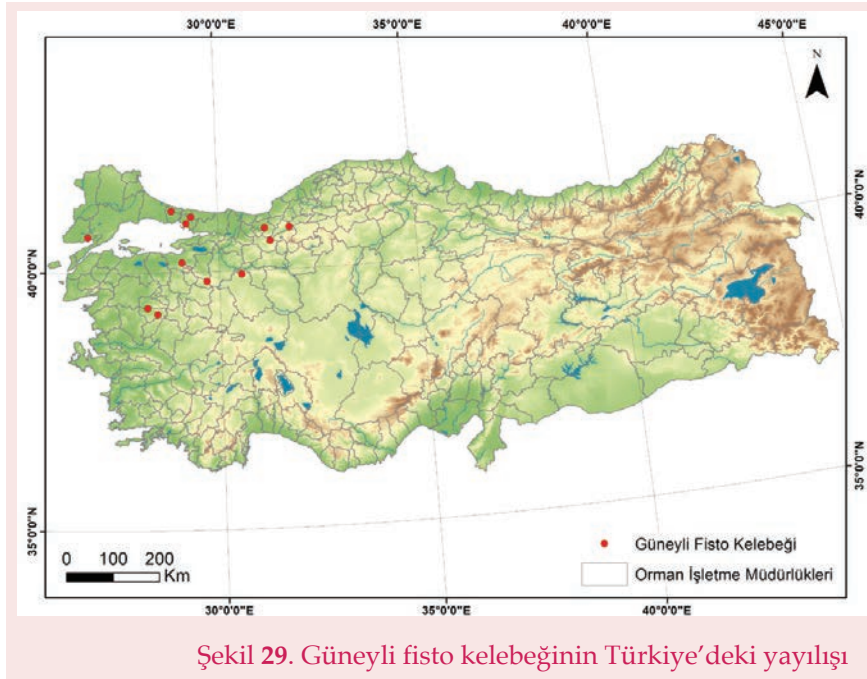 30°0'0"E 35°0'0"E 40°0'0"E 45°0'0"E
N
40°0'0"N
40°0'0"N
35°0'0"N
35°0'0"N
Güneyli Fisto Kelebeği
Orman İşletme Müdürlükleri
0 100 200
Km
30°0'0"E 35°0'0"E 40°0'0"E
Şekil 29. Güneyli fisto kelebeğinin Türkiye'deki yayılışı